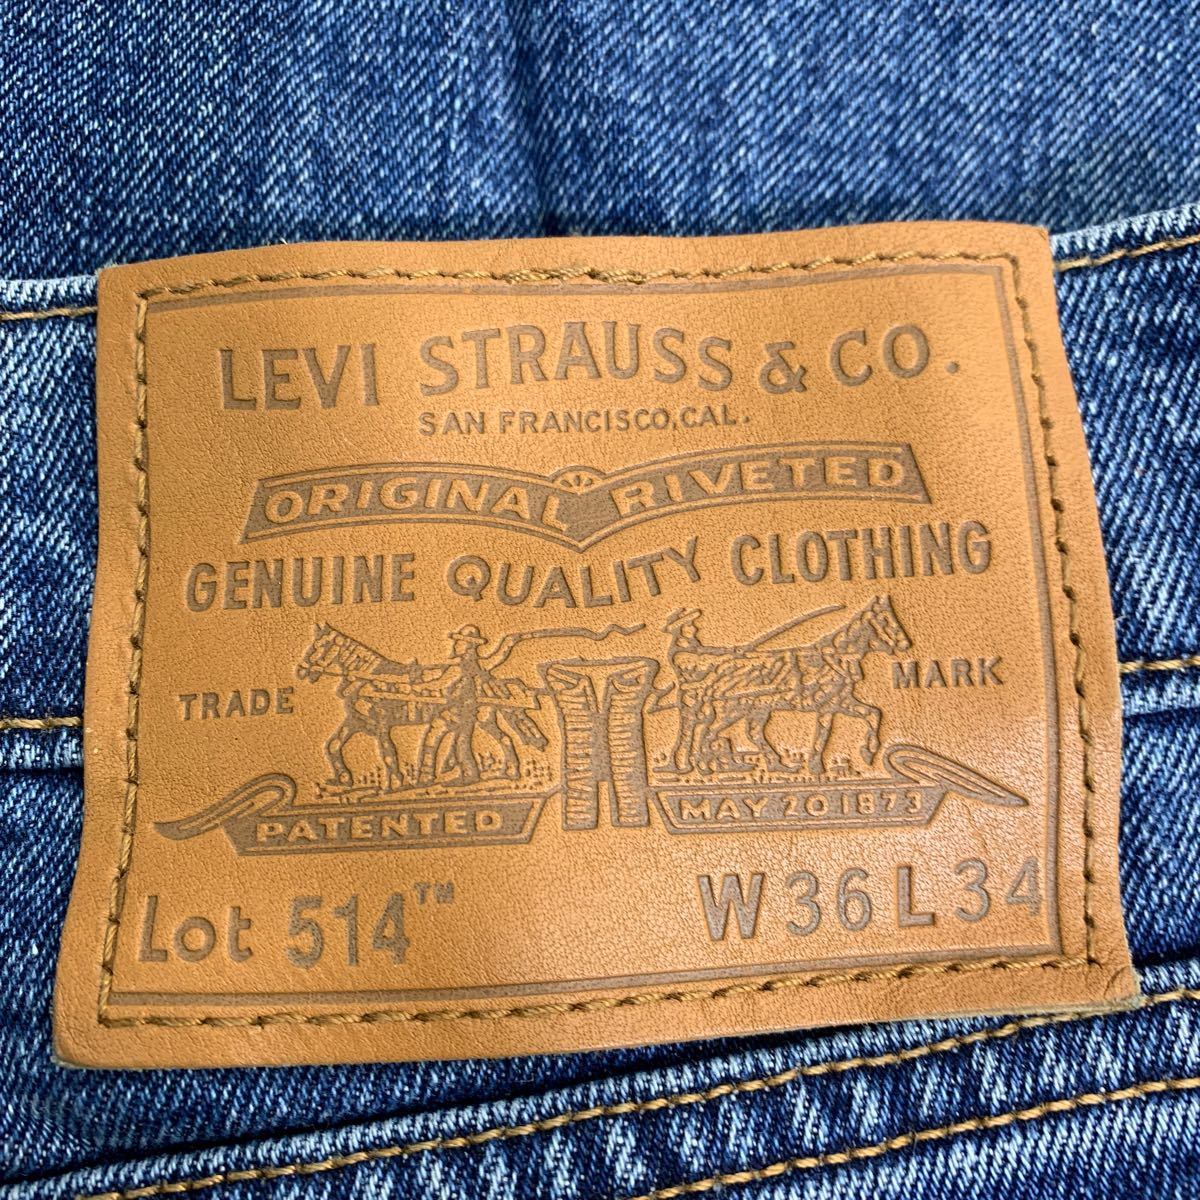 LEVI STRAUSS & CO.
SAN FRANCISCO, CAL.
ORIGINAL RIVETED
GENUINE QUALITY CLOTHING
TRADE MARK
PATENTED MAY 20 1873
Lot 514™ W36 L34